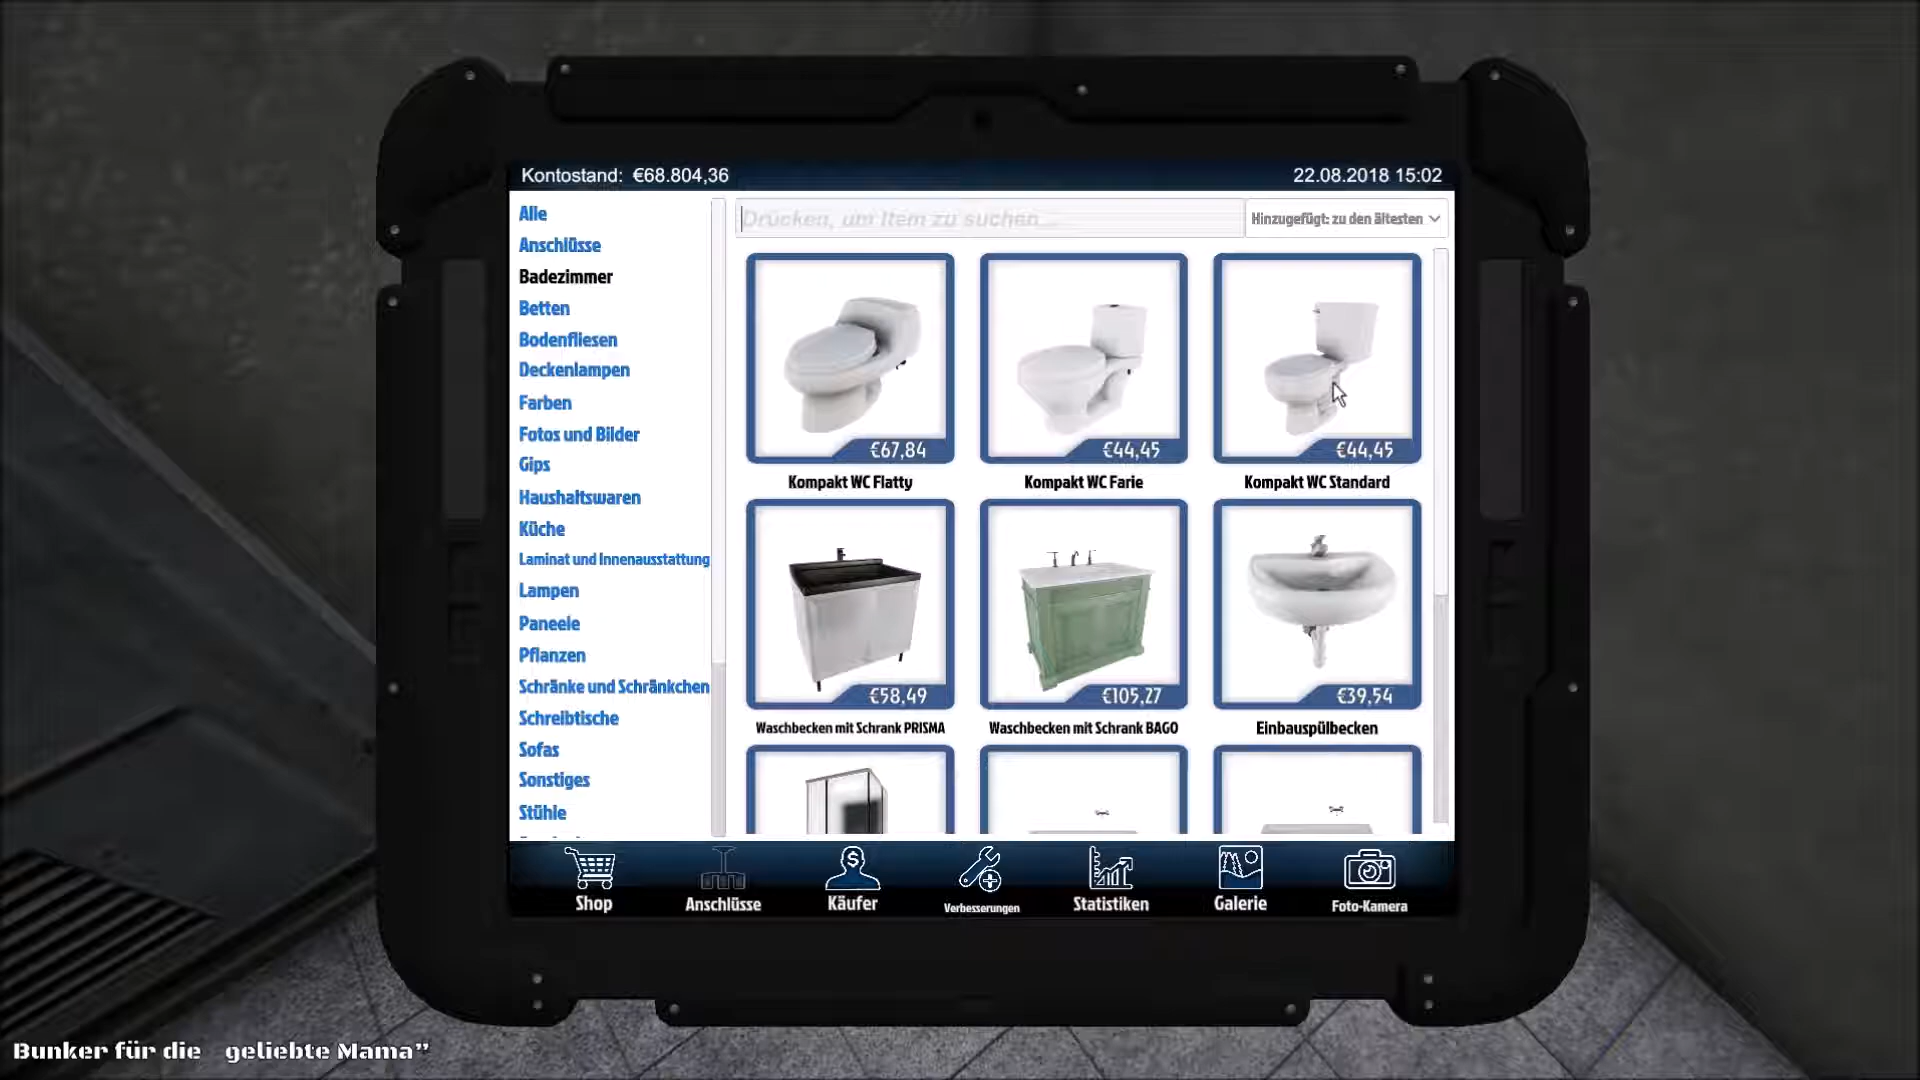 Kontostand: €68.804,36
22.08.2018 15:02
Alle
Anschlüsse
Badezimmer
Betten
Bodenfliesen
Deckenlampen
Farben
Fotos und Bilder
Gips
Haushaltswaren
Küche
Laminat und Innenausstattung
Lampen
Paneele
Pflanzen
Schränke und Schränkchen
Schreibtische
Sofas
Sonstiges
Stühle
Drücken, um Item zu suchen...
Hinzugefügt: zu den ältesten
€67,84
€44,45
€44,45
Kompakt WC Flatty
Kompakt WC Farie
Kompakt WC Standard
€58,49
€105,27
€39,54
Waschbecken mit Schrank PRISMA
Waschbecken mit Schrank BAGO
Einbauspülbecken
Shop
Anschlüsse
Käufer
Verbesserungen
Statistiken
Galerie
Foto-Kamera
Bunker für die geliebte Mama”